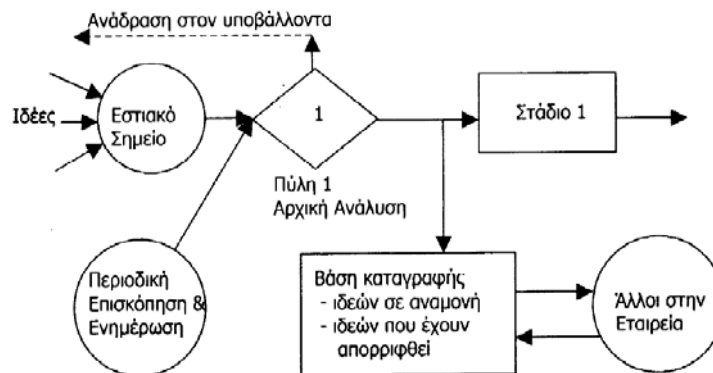 Ανάδραση στον υποβάλλοντα
Ιδέες
Εστιακό
Σημείο
1
Στάδιο 1
Πύλη 1
Αρχική Ανάλυση
Περιοδική
Επισκόπηση &
Ενημέρωση
Βάση καταγραφής
- ιδεών σε αναμονή
- ιδεών που έχουν
απορριφθεί
Άλλοι στην
Εταιρεία